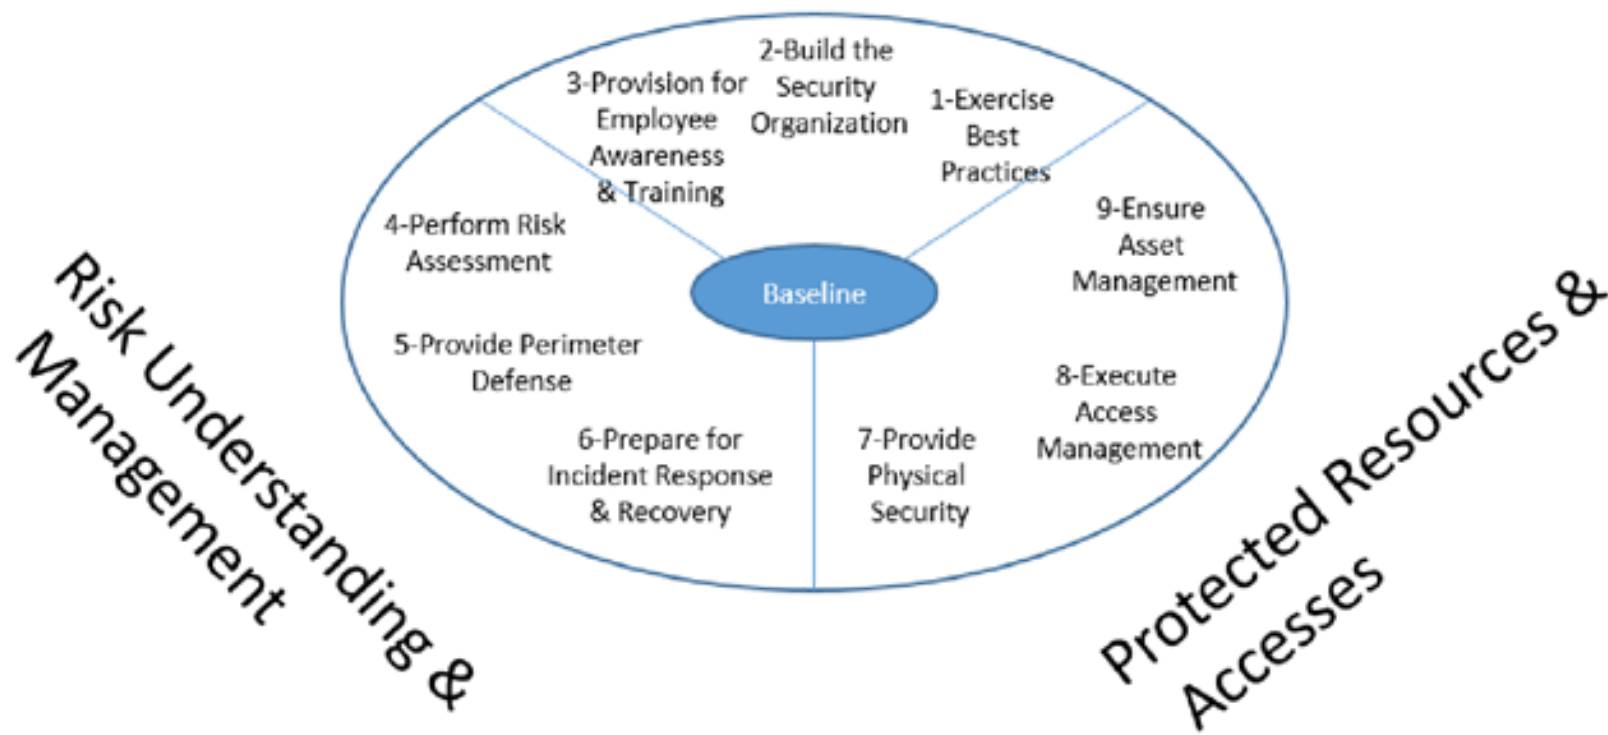 2-Build the
Security
Organization
3-Provision for
Employee
Awareness
& Training
1-Exercise
Best
Practices
4-Perform Risk
Assessment
9-Ensure
Asset
Management
Baseline
5-Provide Perimeter
Defense
8-Execute
Access
Management
6-Prepare for
Incident Response
& Recovery
7-Provide
Physical
Security
Risk Understanding &
Management
Protected Resources &
Accesses